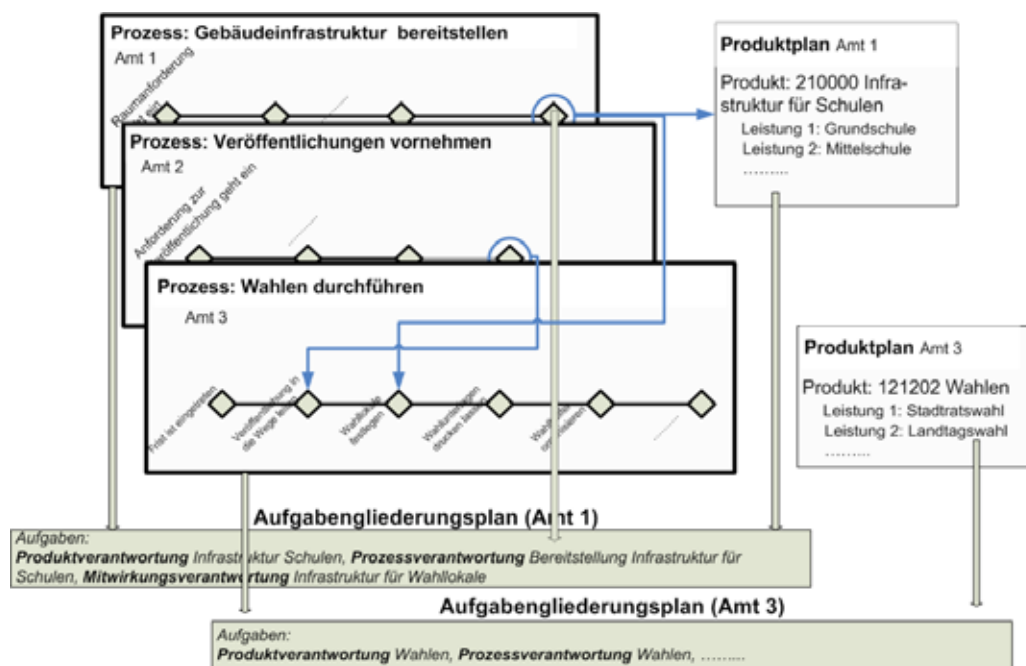 Prozess: Gebäudeinfrastruktur bereitstellen
Amt 1
Raumanforderung
Prozess: Veröffentlichungen vornehmen
Amt 2
Anforderung zur
Veröffentlichung geht ein
Prozess: Wahlen durchführen
Amt 3
Frist ist eingetreten
Veröffentlichung in
die Wege leiten
Wahllokale
festlegen
Wahlunterlagen
drucken lassen
Produktplan Amt 1
Produkt: 210000 Infra-
struktur für Schulen
Leistung 1: Grundschule
Leistung 2: Mittelschule
.........
Produktplan Amt 3
Produkt: 121202 Wahlen
Leistung 1: Stadtratswahl
Leistung 2: Landtagswahl
.........
Aufgabengliederungsplan (Amt 1)
Aufgaben:
Produktverantwortung Infrastruktur Schulen, Prozessverantwortung Bereitstellung Infrastruktur für
Schulen, Mitwirkungsverantwortung Infrastruktur für Wahllokale
Aufgabengliederungsplan (Amt 3)
Aufgaben:
Produktverantwortung Wahlen, Prozessverantwortung Wahlen, .........